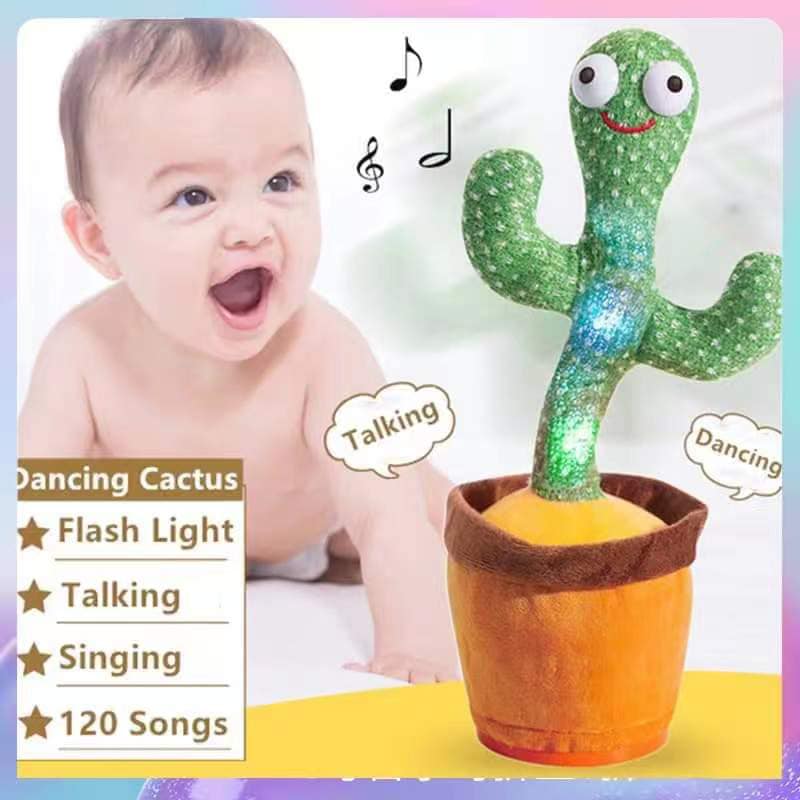 Talking
Dancing
Dancing Cactus
Flash Light
Talking
Singing
120 Songs